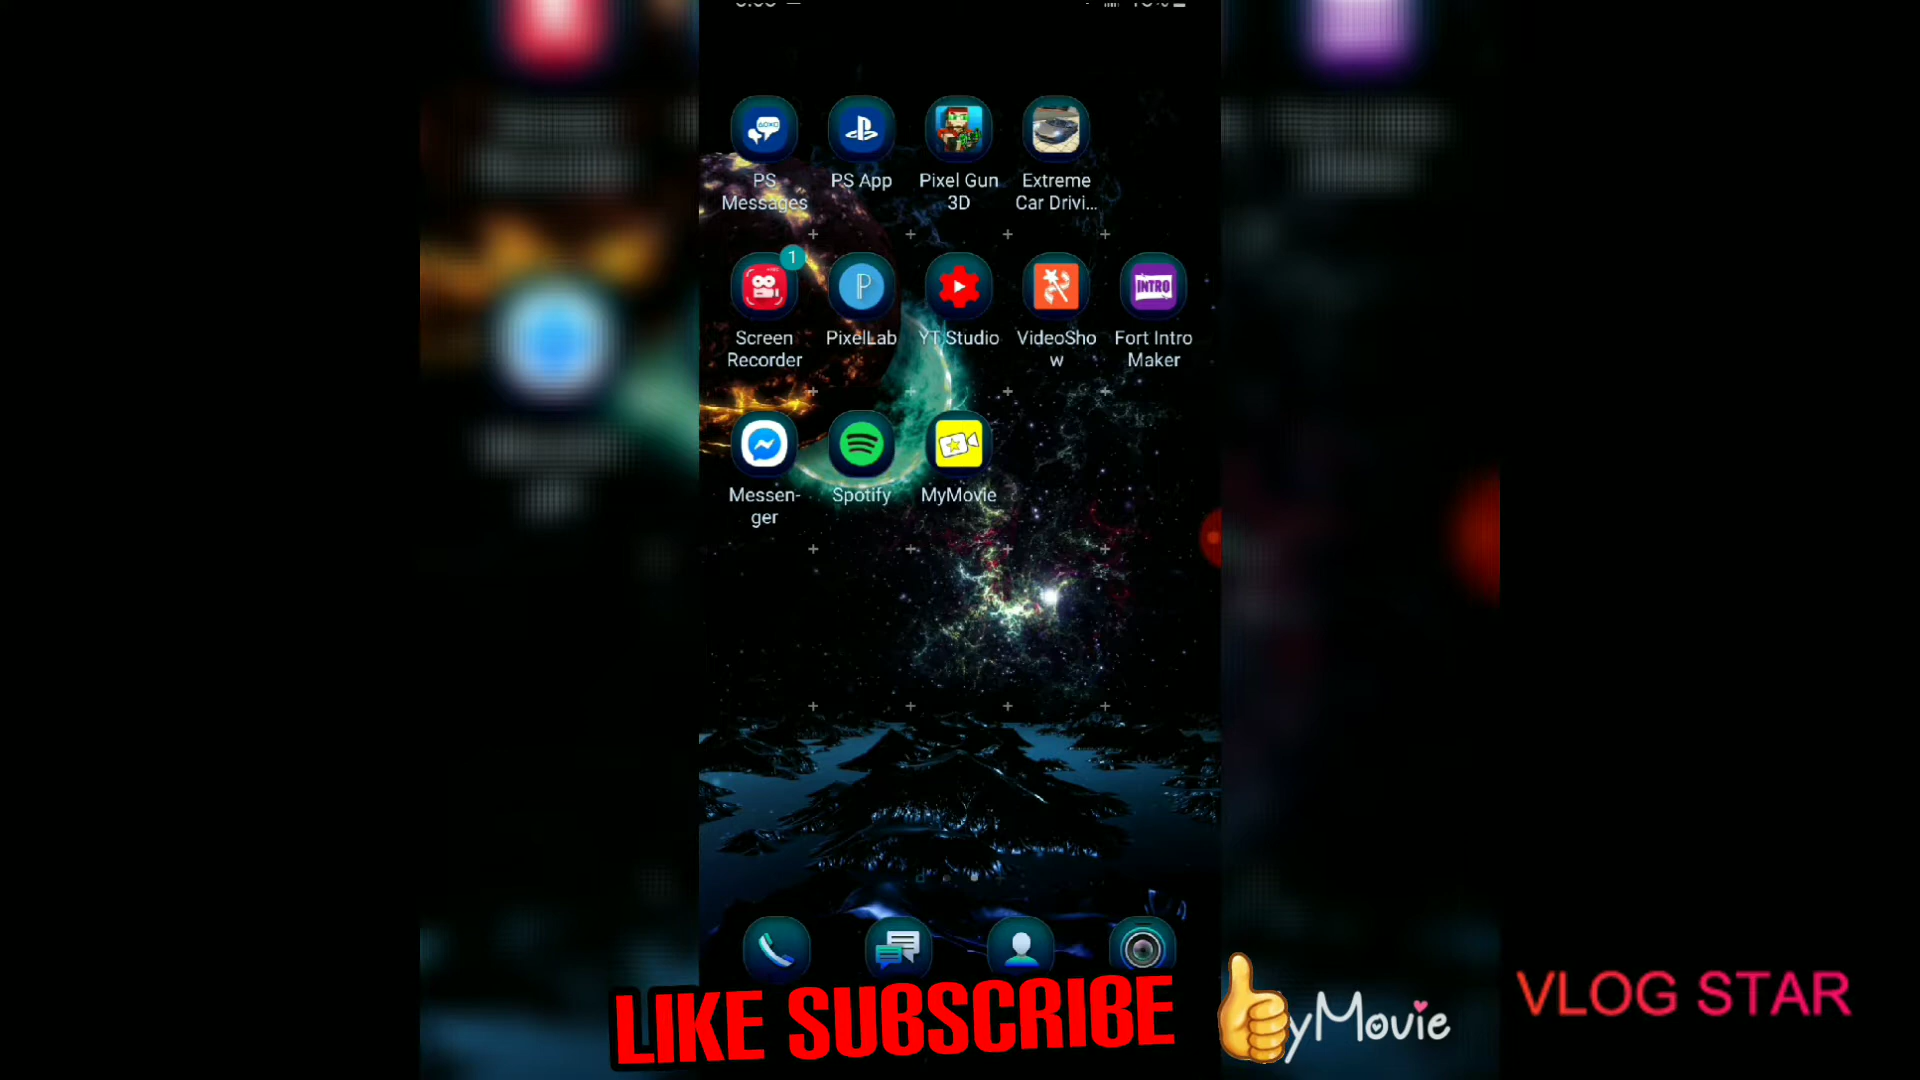 PS
Messages
PS App
Pixel Gun
3D
Extreme
Car Drivi...
1
INTRO
Screen
Recorder
P
PixelLab
YT Studio
VideoSho
w
Fort Intro
Maker
Messen-
ger
Spotify
MyMovie
LIKE SUBSCRIBE
yMovie
VLOG STAR